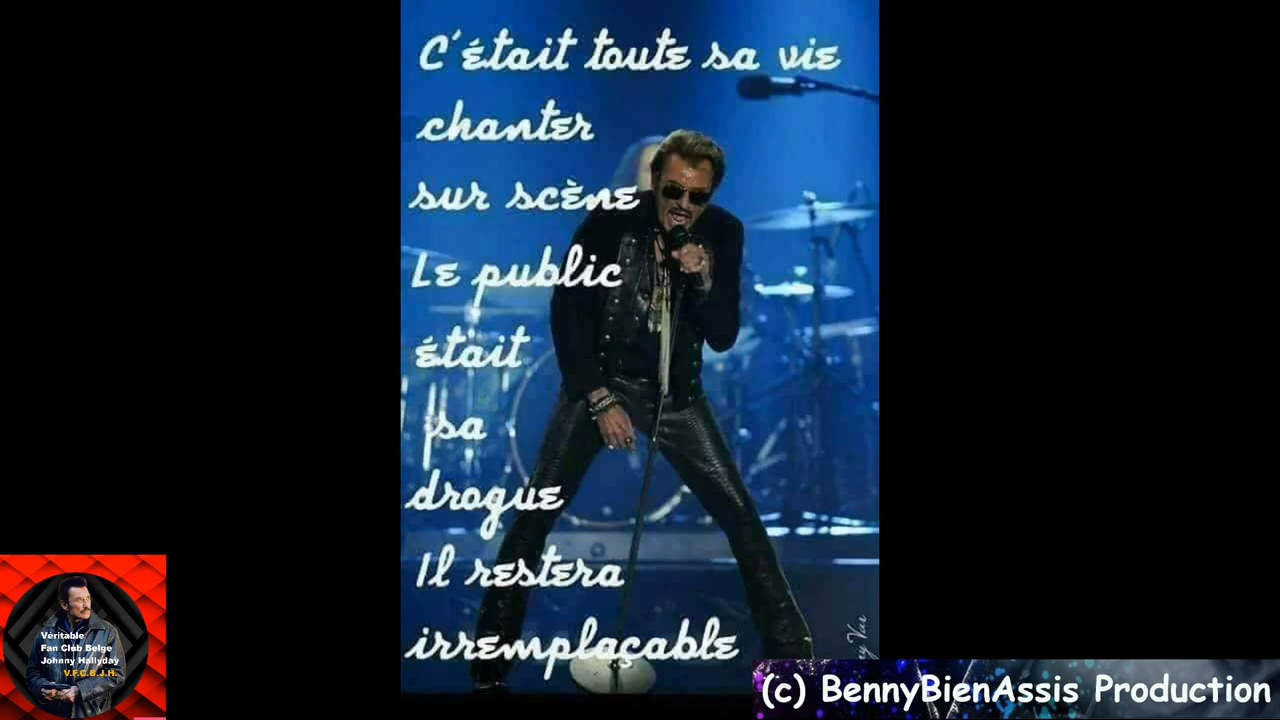 C'était toute sa vie
chanter
sur scène
Le public
était
sa
drogue
Il restera
irremplaçable
Véritable
Fan Club Belge
Johnny Hallyday
V.F.C.B.J.H.
(c) BennyBienAssis Production